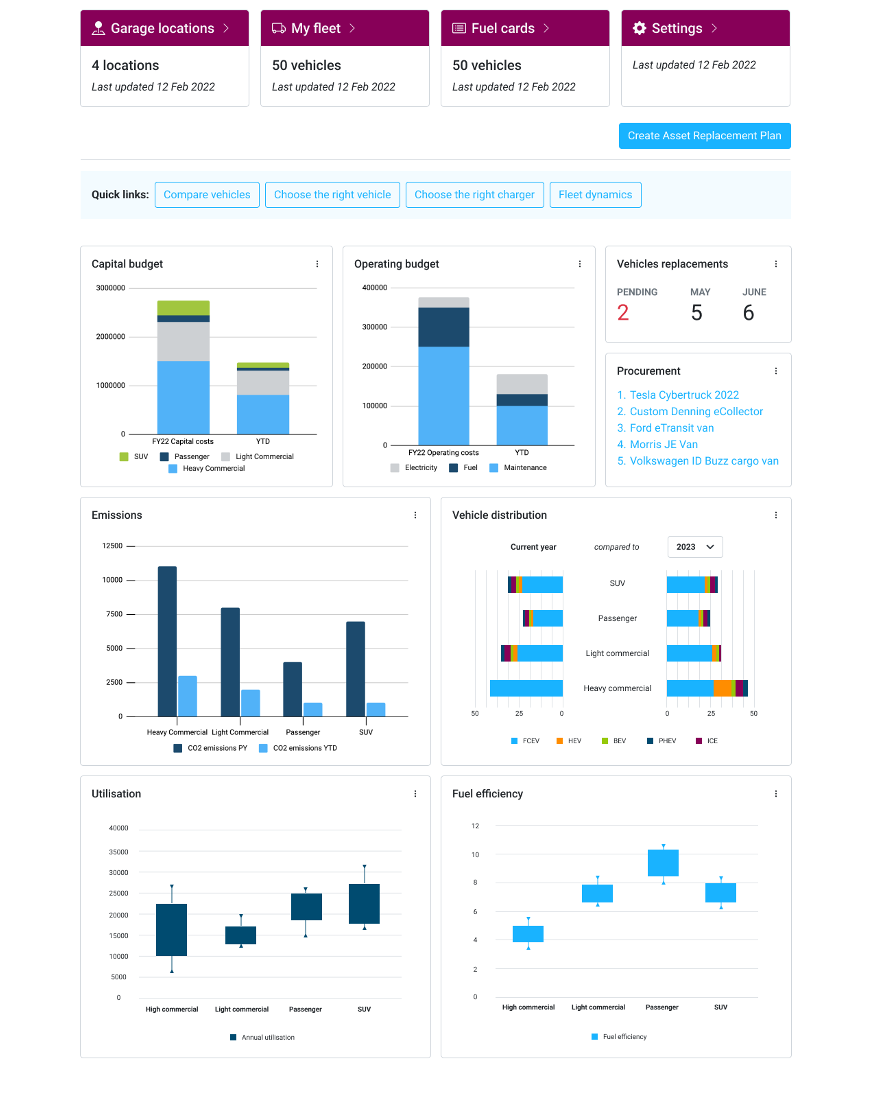 Garage locations
4 locations
Last updated 12 Feb 2022
My fleet
50 vehicles
Last updated 12 Feb 2022
Fuel cards
50 vehicles
Last updated 12 Feb 2022
Settings
Last updated 12 Feb 2022
Create Asset Replacement Plan
Quick links: Compare vehicles Choose the right vehicle Choose the right charger Fleet dynamics
Capital budget
3000000
2000000
1000000
0
FY22 Capital costs YTD
SUV Passenger Light Commercial
Heavy Commercial
Operating budget
400000
300000
200000
100000
0
FY22 Operating costs YTD
Electricity Fuel Maintenance
Vehicles replacements
PENDING MAY JUNE
2 5 6
Procurement
1. Tesla Cybertruck 2022
2. Custom Denning eCollector
3. Ford eTransit van
4. Morris JE Van
5. Volkswagen ID Buzz cargo van
Emissions
12500
10000
7500
5000
2500
0
Heavy Commercial Light Commercial Passenger SUV
CO2 emissions PY CO2 emissions YTD
Vehicle distribution
Current year compared to 2023
SUV
Passenger
Light commercial
Heavy commercial
50 25 0 0 25 50
FCEV HEV BEV PHEV ICE
Utilisation
40000
35000
30000
25000
20000
15000
10000
5000
0
High commercial Light commercial Passenger SUV
Annual utilisation
Fuel efficiency
12
10
8
6
4
2
0
High commercial Light commercial Passenger SUV
Fuel efficiency